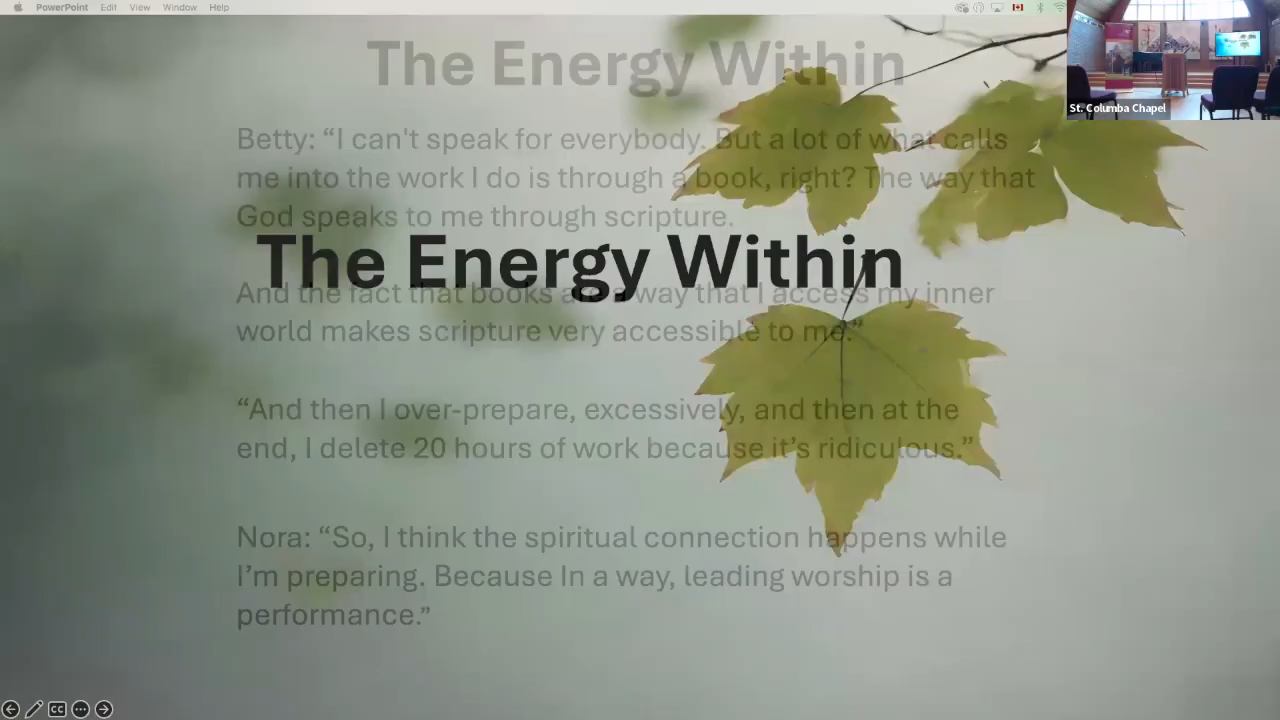 PowerPoint Edit View Window Help
St. Columba Chapel
The Energy Within
Betty: “I can't speak for everybody. But a lot of what calls
me into the work I do is through a book, right? The way that
God speaks to me through scripture.
The Energy Within
And the fact that books are a way that I access my inner
world makes scripture very accessible to me.”
“And then I over-prepare, excessively, and then at the
end, I delete 20 hours of work because it’s ridiculous.”
Nora: “So, I think the spiritual connection happens while
I’m preparing. Because In a way, leading worship is a
performance.”
CC